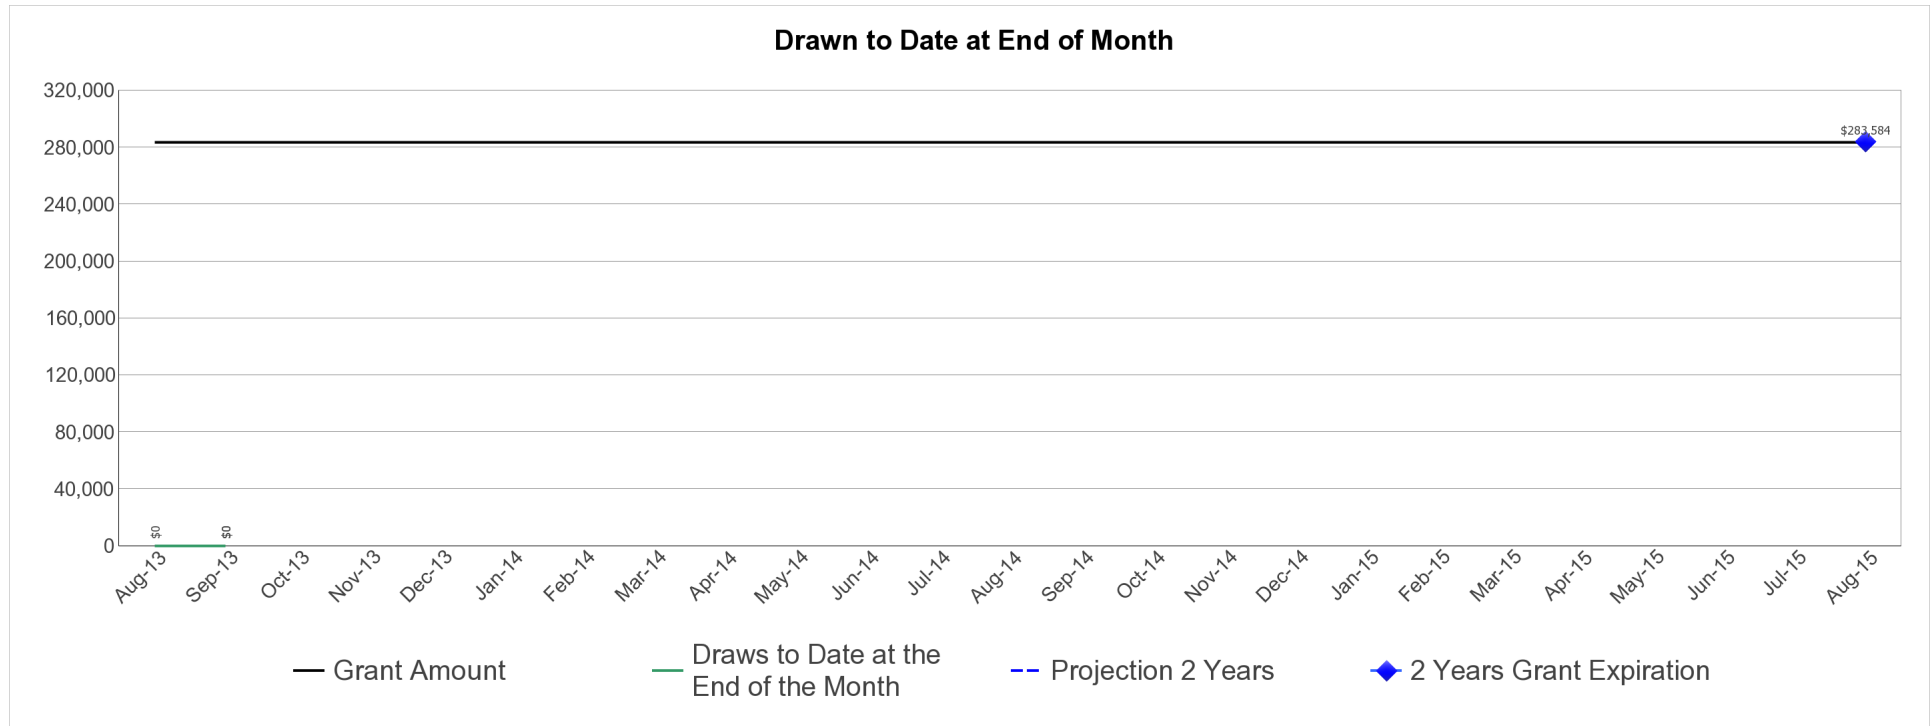 Drawn to Date at End of Month
320,000
280,000
240,000
200,000
160,000
120,000
80,000
40,000
0
$283,584
$0
$0
Aug-13
Sep-13
Oct-13
Nov-13
Dec-13
Jan-14
Feb-14
Mar-14
Apr-14
May-14
Jun-14
Jul-14
Aug-14
Sep-14
Oct-14
Nov-14
Dec-14
Jan-15
Feb-15
Mar-15
Apr-15
May-15
Jun-15
Jul-15
Aug-15
Grant Amount
Draws to Date at the
End of the Month
Projection 2 Years
2 Years Grant Expiration